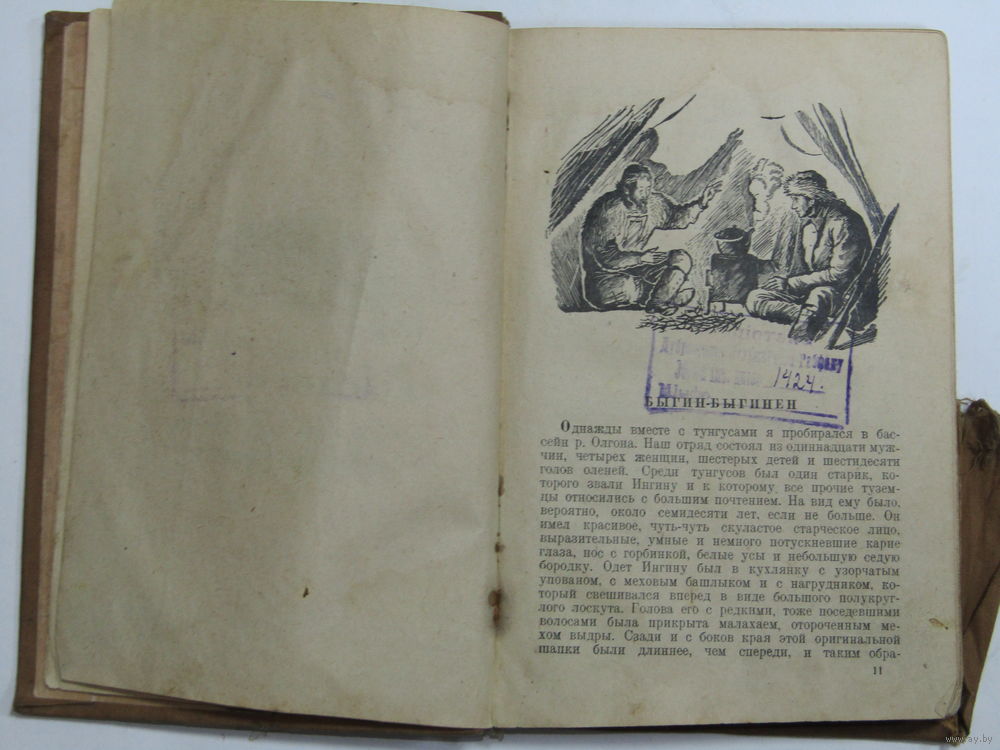 1424.
БЫГИН-БЫГИНЕН
Однажды вместе с тунгусами я пробирался в бас-
сейн р. Олгона. Наш отряд состоял из одиннадцати муж-
чин, четырех женщин, шестерых детей и шестидесяти
голов оленей. Среди тунгусов был один старик, ко-
торого звали Ингину и к которому все прочие тузем-
цы относились с большим почтением. На вид ему было,
вероятно, около семидесяти лет, если не больше. Он
имел красивое, чуть-чуть скуластое старческое лицо,
выразительные, умные и немного потускневшие карие
глаза, нос с горбинкой, белые усы и небольшую седую
бородку. Одет Ингину был в кухлянку с узорчатым
упованом, с меховым башлыком и с нагрудником, ко-
торый свешивался вперед в виде большого полукруг-
лого лоскута. Голова его с редкими, тоже поседевшими
волосами была прикрыта малахаем, отороченным ме-
хом выдры. Сзади и с боков края этой оригинальной
шапки были длиннее, чем спереди, и таким обра-
11
www.ay.by